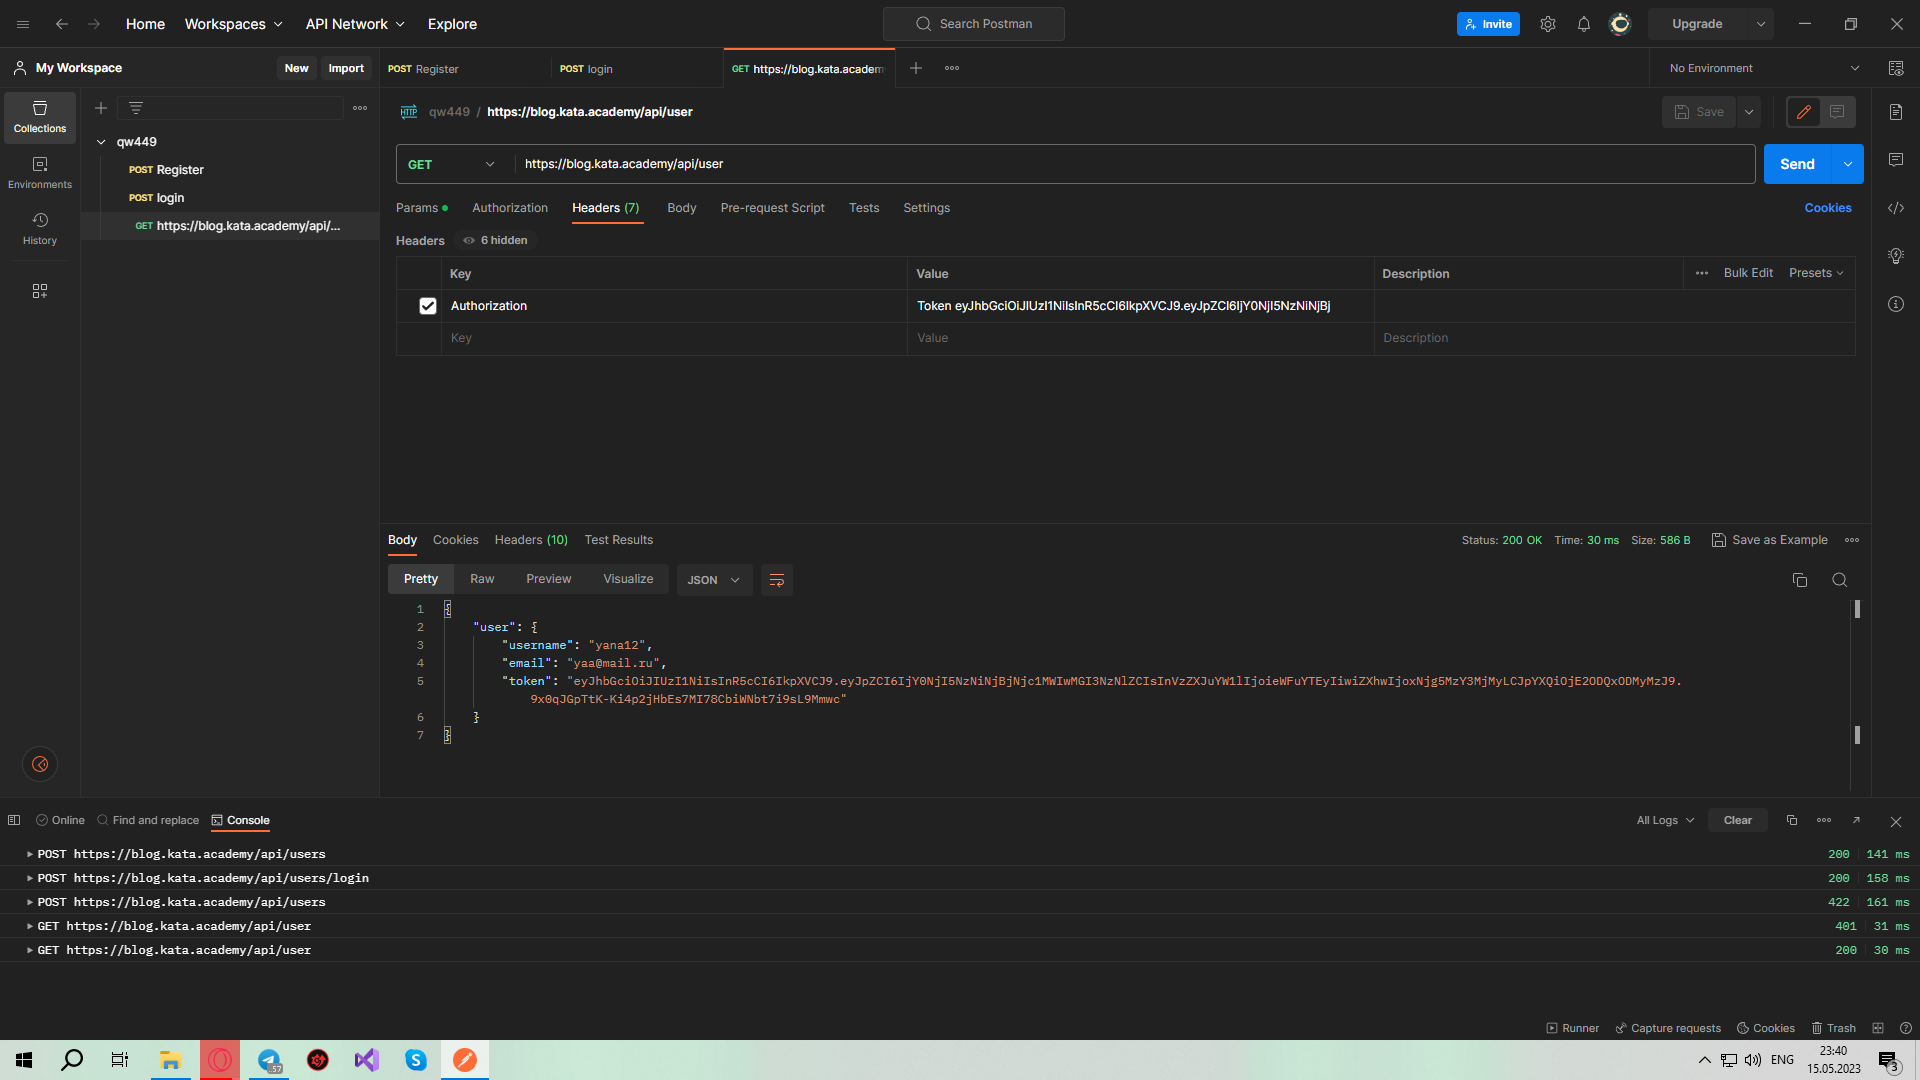 Home
Workspaces
API Network
Explore
Search Postman
Invite
Upgrade
My Workspace
New
Import
POST Register
POST login
GET https://blog.kata.academ
No Environment
Collections
Environments
History
qw449
POST Register
POST login
GET https://blog.kata.academy/api/...
HTTP qw449 / https://blog.kata.academy/api/user
Save
GET
https://blog.kata.academy/api/user
Send
Params
Authorization
Headers (7)
Body
Pre-request Script
Tests
Settings
Cookies
Headers
6 hidden
Key
Value
Description
Bulk Edit
Presets
Authorization
Token eyJhbGciOiJIUzI1NiIsInR5cCI6IkpXVCJ9.eyJpZCI6IjY0NjI5NzNiNjBj
Key
Value
Description
Body
Cookies
Headers (10)
Test Results
Status: 200 OK
Time: 30 ms
Size: 586 B
Save as Example
Pretty
Raw
Preview
Visualize
JSON
1 {
2 "user": {
3 "username": "yana12",
4 "email": "yaa@mail.ru",
5 "token": "eyJhbGciOiJIUzI1NiIsInR5cCI6IkpXVCJ9.eyJpZCI6IjY0NjI5NzNiNjBjNjc1MWIwMGI3NzNlZCIsInVzZXJuYW1lIjoieWFuYTEyIiwiZXhwIjoxNjg5MzY3MjMyLCJpYXQiOjE2ODQxODMyMzJ9.
9x0qJGpTtK-Ki4p2jHbEs7MI78CbiWNbt7i9sL9Mmwc"
6 }
7 }
Online
Find and replace
Console
All Logs
Clear
POST https://blog.kata.academy/api/users 200 141 ms
POST https://blog.kata.academy/api/users/login 200 158 ms
POST https://blog.kata.academy/api/users 422 161 ms
GET https://blog.kata.academy/api/user 401 31 ms
GET https://blog.kata.academy/api/user 200 30 ms
Runner
Capture requests
Cookies
Trash
..57
ENG
23:40
15.05.2023
3